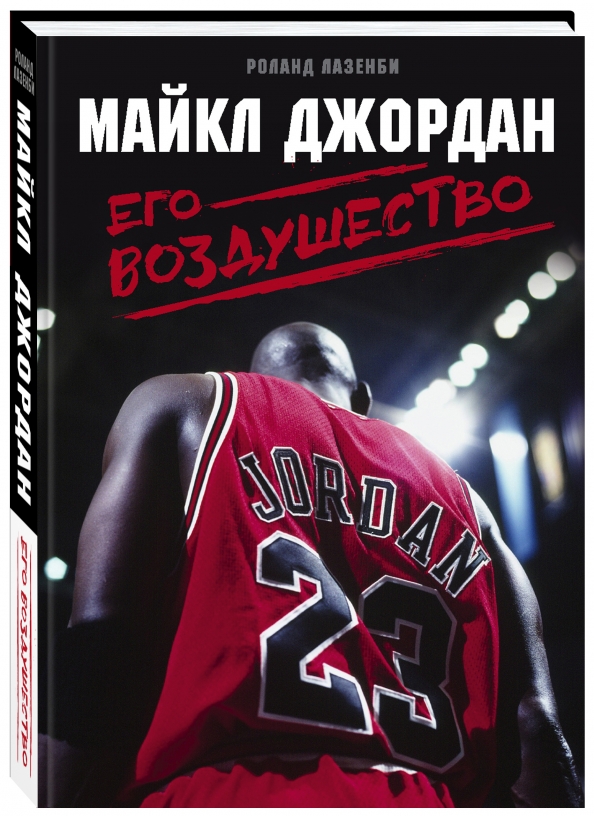 РОЛАНД ЛАЗЕНБИ
МАЙКЛ ДЖОРДАН
ЕГО
ВОЗДУШЕСТВО
JORDAN
23
РОЛАНД
ЛАЗЕНБИ
МАЙКЛ ДЖОРДАН
ЕГО ВОЗДУШЕСТВО